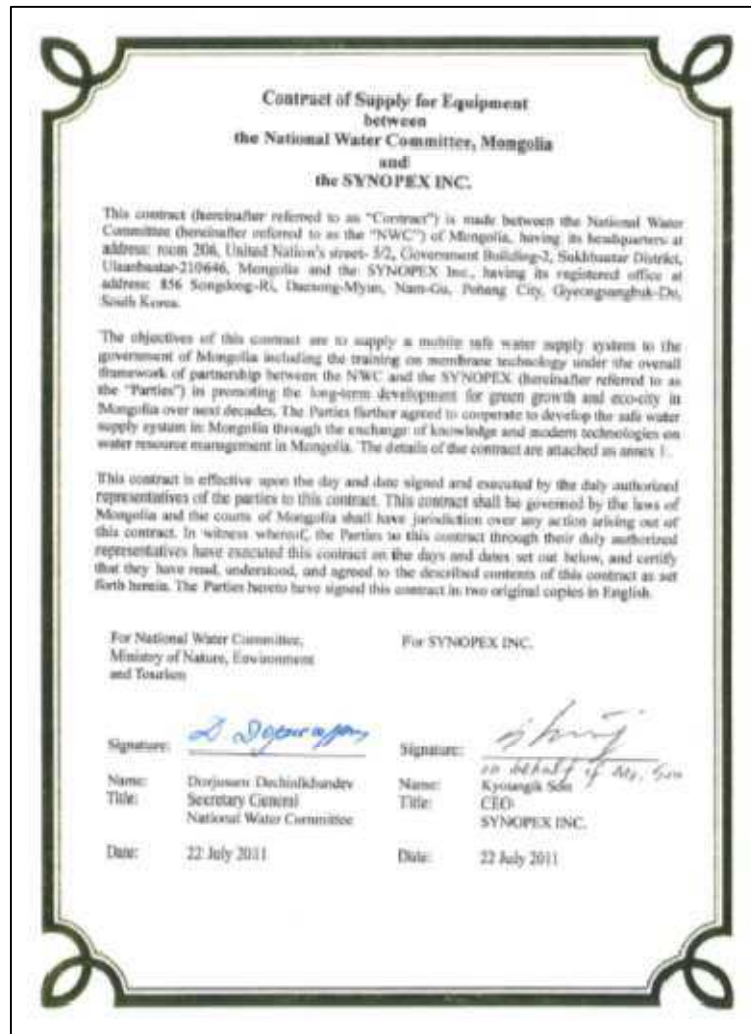 Contract of Supply for Equipment
between
the National Water Committee, Mongolia
and
the SYNOPEX INC.
This contract (hereinafter referred to as "Contract") is made between the National Water
Committee (hereinafter referred to as the "NWC") of Mongolia, having its headquarters at
address: room 206, United Nation's street- 5/2, Government Building-2, Sukhbaatar District,
Ulaanbaatar-210646, Mongolia and the SYNOPEX Inc., having its registered office at
address: 856 Songdong-Ri, Daesong-Myun, Nam-Gu, Pohang City, Gyeongsangbuk-Do,
South Korea.
The objectives of this contract are to supply a mobile safe water supply system to the
government of Mongolia including the training on membrane technology under the overall
framework of partnership between the NWC and the SYNOPEX (hereinafter referred to as
the "Parties") in promoting the long-term development for green growth and eco-city in
Mongolia over next decades. The Parties further agreed to cooperate to develop the safe water
supply system in Mongolia through the exchange of knowledge and modern technologies on
water resource management in Mongolia. The details of the contract are attached as annex 1.
This contract is effective upon the day and date signed and executed by the duly authorized
representatives of the parties to this contract. This contract shall be governed by the laws of
Mongolia and the courts of Mongolia shall have jurisdiction over any action arising out of
this contract. In witness whereof, the Parties to this contract through their duly authorized
representatives have executed this contract on the days and dates set out below, and certify
that they have read, understood, and agreed to the described contents of this contract as set
forth herein. The Parties hereto have signed this contract in two original copies in English.
For National Water Committee,
Ministry of Nature, Environment
and Tourism
Signature:
Name:
Title: Secretary General
National Water Committee
Date: 22 July 2011
For SYNOPEX INC.
Signature:
on behalf of Mr. Son
Name: Kyoungik Son
Title: CEO
SYNOPEX INC.
Date: 22 July 2011